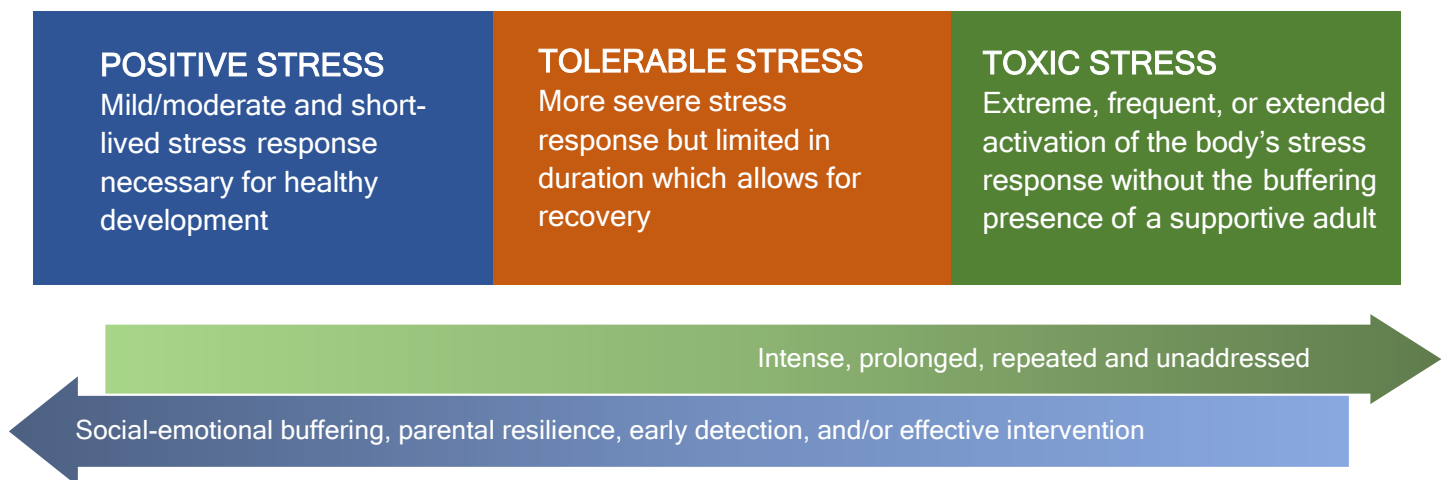 POSITIVE STRESS
Mild/moderate and short-
lived stress response
necessary for healthy
development
TOLERABLE STRESS
More severe stress
response but limited in
duration which allows for
recovery
TOXIC STRESS
Extreme, frequent, or extended
activation of the body’s stress
response without the buffering
presence of a supportive adult
Intense, prolonged, repeated and unaddressed
Social-emotional buffering, parental resilience, early detection, and/or effective intervention